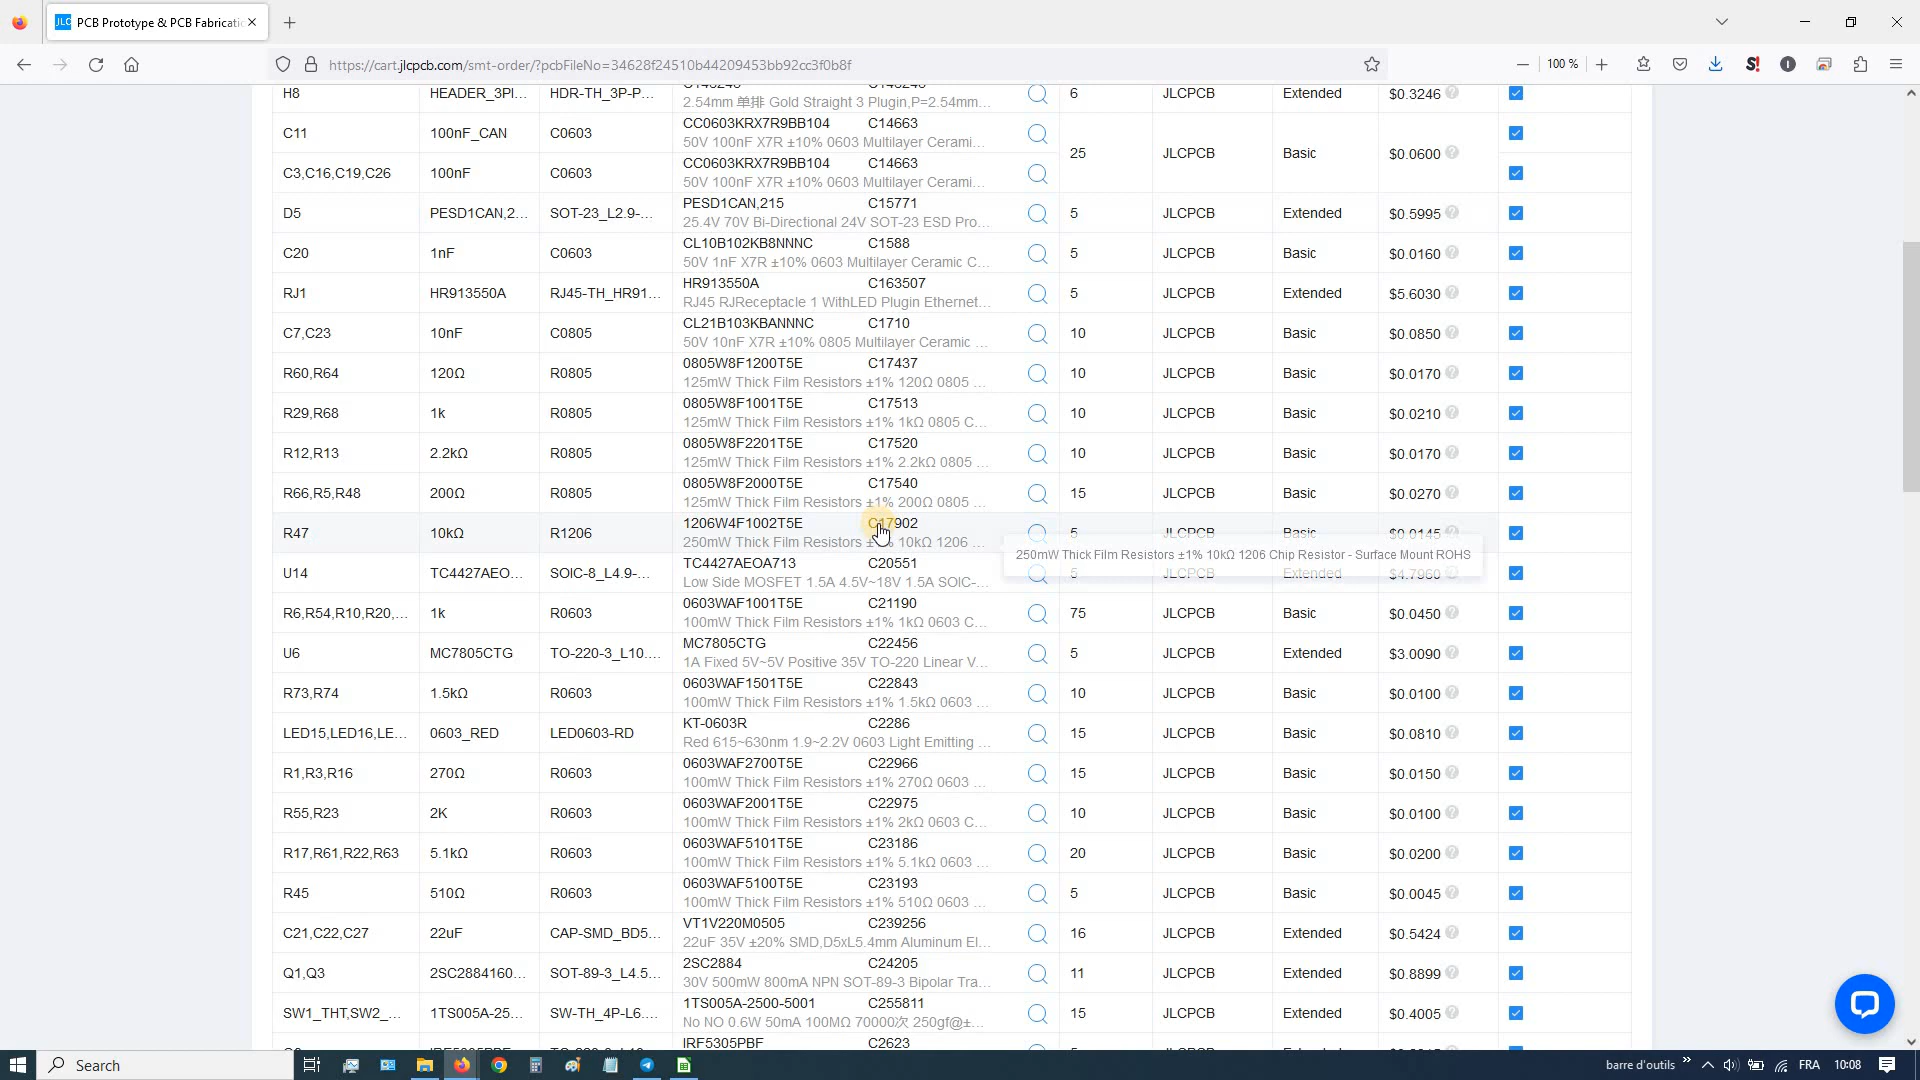 PCB Prototype & PCB Fabricati
https://cart.jlcpcb.com/smt-order/?pcbFileNo=34628f24510b44209453bb92cc3f0b8f
100 %
H8 HEADER_3PI... HDR-TH_3P-P... 6 JLCPCB Extended $0.3246
2.54mm 单排 Gold Straight 3 Plugin,P=2.54mm...
C11 100nF_CAN C0603 CC0603KRX7R9BB104 C14663
50V 100nF X7R ±10% 0603 Multilayer Cerami...
25 JLCPCB Basic $0.0600
C3,C16,C19,C26 100nF C0603 CC0603KRX7R9BB104 C14663
50V 100nF X7R ±10% 0603 Multilayer Cerami...
D5 PESD1CAN,2... SOT-23_L2.9-... PESD1CAN,215 C15771 5 JLCPCB Extended $0.5995
25.4V 70V Bi-Directional 24V SOT-23 ESD Pro...
C20 1nF C0603 CL10B102KB8NNNC C1588 5 JLCPCB Basic $0.0160
50V 1nF X7R ±10% 0603 Multilayer Ceramic C...
RJ1 HR913550A RJ45-TH_HR91... HR913550A C163507 5 JLCPCB Extended $5.6030
RJ45 RJReceptacle 1 WithLED Plugin Ethernet...
C7,C23 10nF C0805 CL21B103KBANNNC C1710 10 JLCPCB Basic $0.0850
50V 10nF X7R ±10% 0805 Multilayer Ceramic ...
R60,R64 120Ω R0805 0805W8F1200T5E C17437 10 JLCPCB Basic $0.0170
125mW Thick Film Resistors ±1% 120Ω 0805 ...
R29,R68 1k R0805 0805W8F1001T5E C17513 10 JLCPCB Basic $0.0210
125mW Thick Film Resistors ±1% 1kΩ 0805 C...
R12,R13 2.2kΩ R0805 0805W8F2201T5E C17520 10 JLCPCB Basic $0.0170
125mW Thick Film Resistors ±1% 2.2kΩ 0805 ...
R66,R5,R48 200Ω R0805 0805W8F2000T5E C17540 15 JLCPCB Basic $0.0270
125mW Thick Film Resistors ±1% 200Ω 0805 ...
R47 10kΩ R1206 1206W4F1002T5E C17902 5 JLCPCB Basic $0.0145
250mW Thick Film Resistors 10kΩ 1206 ...
250mW Thick Film Resistors ±1% 10kΩ 1206 Chip Resistor - Surface Mount ROHS
U14 TC4427AEO... SOIC-8_L4.9-... TC4427AEOA713 C20551 JLCPCB Extended $4.7960
Low Side MOSFET 1.5A 4.5V~18V 1.5A SOIC-...
R6,R54,R10,R20,... 1k R0603 0603WAF1001T5E C21190 75 JLCPCB Basic $0.0450
100mW Thick Film Resistors ±1% 1kΩ 0603 C...
U6 MC7805CTG TO-220-3_L10.... MC7805CTG C22456 5 JLCPCB Extended $3.0090
1A Fixed 5V~5V Positive 35V TO-220 Linear V...
R73,R74 1.5kΩ R0603 0603WAF1501T5E C22843 10 JLCPCB Basic $0.0100
100mW Thick Film Resistors ±1% 1.5kΩ 0603 ...
LED15,LED16,LE... 0603_RED LED0603-RD KT-0603R C2286 15 JLCPCB Basic $0.0810
Red 615~630nm 1.9~2.2V 0603 Light Emitting ...
R1,R3,R16 270Ω R0603 0603WAF2700T5E C22966 15 JLCPCB Basic $0.0150
100mW Thick Film Resistors ±1% 270Ω 0603 ...
R55,R23 2K R0603 0603WAF2001T5E C22975 10 JLCPCB Basic $0.0100
100mW Thick Film Resistors ±1% 2kΩ 0603 C...
R17,R61,R22,R63 5.1kΩ R0603 0603WAF5101T5E C23186 20 JLCPCB Basic $0.0200
100mW Thick Film Resistors ±1% 5.1kΩ 0603 ...
R45 510Ω R0603 0603WAF5100T5E C23193 5 JLCPCB Basic $0.0045
100mW Thick Film Resistors ±1% 510Ω 0603 ...
C21,C22,C27 22uF CAP-SMD_BD5... VT1V220M0505 C239256 16 JLCPCB Extended $0.5424
22uF 35V ±20% SMD,D5xL5.4mm Aluminum El...
Q1,Q3 2SC2884160... SOT-89-3_L4.5... 2SC2884 C24205 11 JLCPCB Extended $0.8899
30V 500mW 800mA NPN SOT-89-3 Bipolar Tra...
SW1_THT,SW2_... 1TS005A-25... SW-TH_4P-L6.... 1TS005A-2500-5001 C255811 15 JLCPCB Extended $0.4005
No NO 0.6W 50mA 100MΩ 70000次 250gf@±...
IRF5305PBF C2623
Search
barre d'outils
FRA
10:08